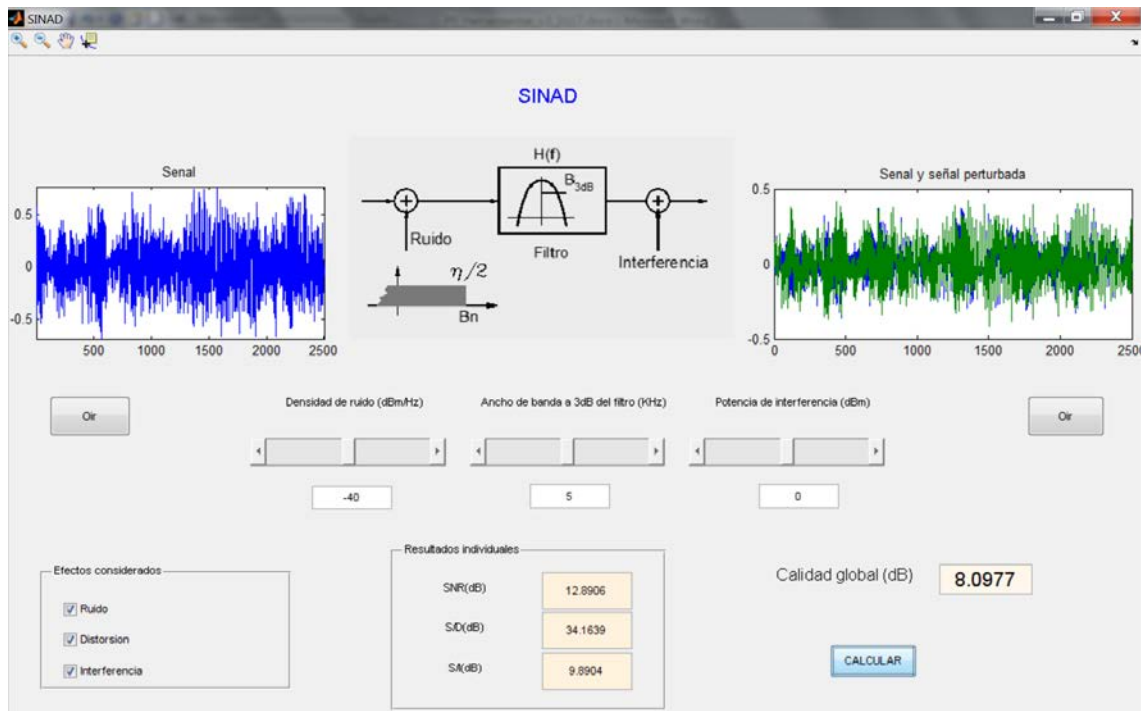 SINAD
SINAD
Senal
0.5
0
-0.5
500 1000 1500 2000 2500
H(f)
B3dB
Ruido
Filtro
Interferencia
η/2
Bn
Senal y señal perturbada
0.5
0
-0.5
0 500 1000 1500 2000 2500
Oir
Densidad de ruido (dBm/Hz)
Ancho de banda a 3dB del filtro (KHz)
Potencia de interferencia (dBm)
Oir
-40
5
0
Efectos considerados
Ruido
Distorsion
Interferencia
Resultados individuales
SNR(dB) 12.8906
S/D(dB) 34.1639
S/I(dB) 9.8904
Calidad global (dB) 8.0977
CALCULAR